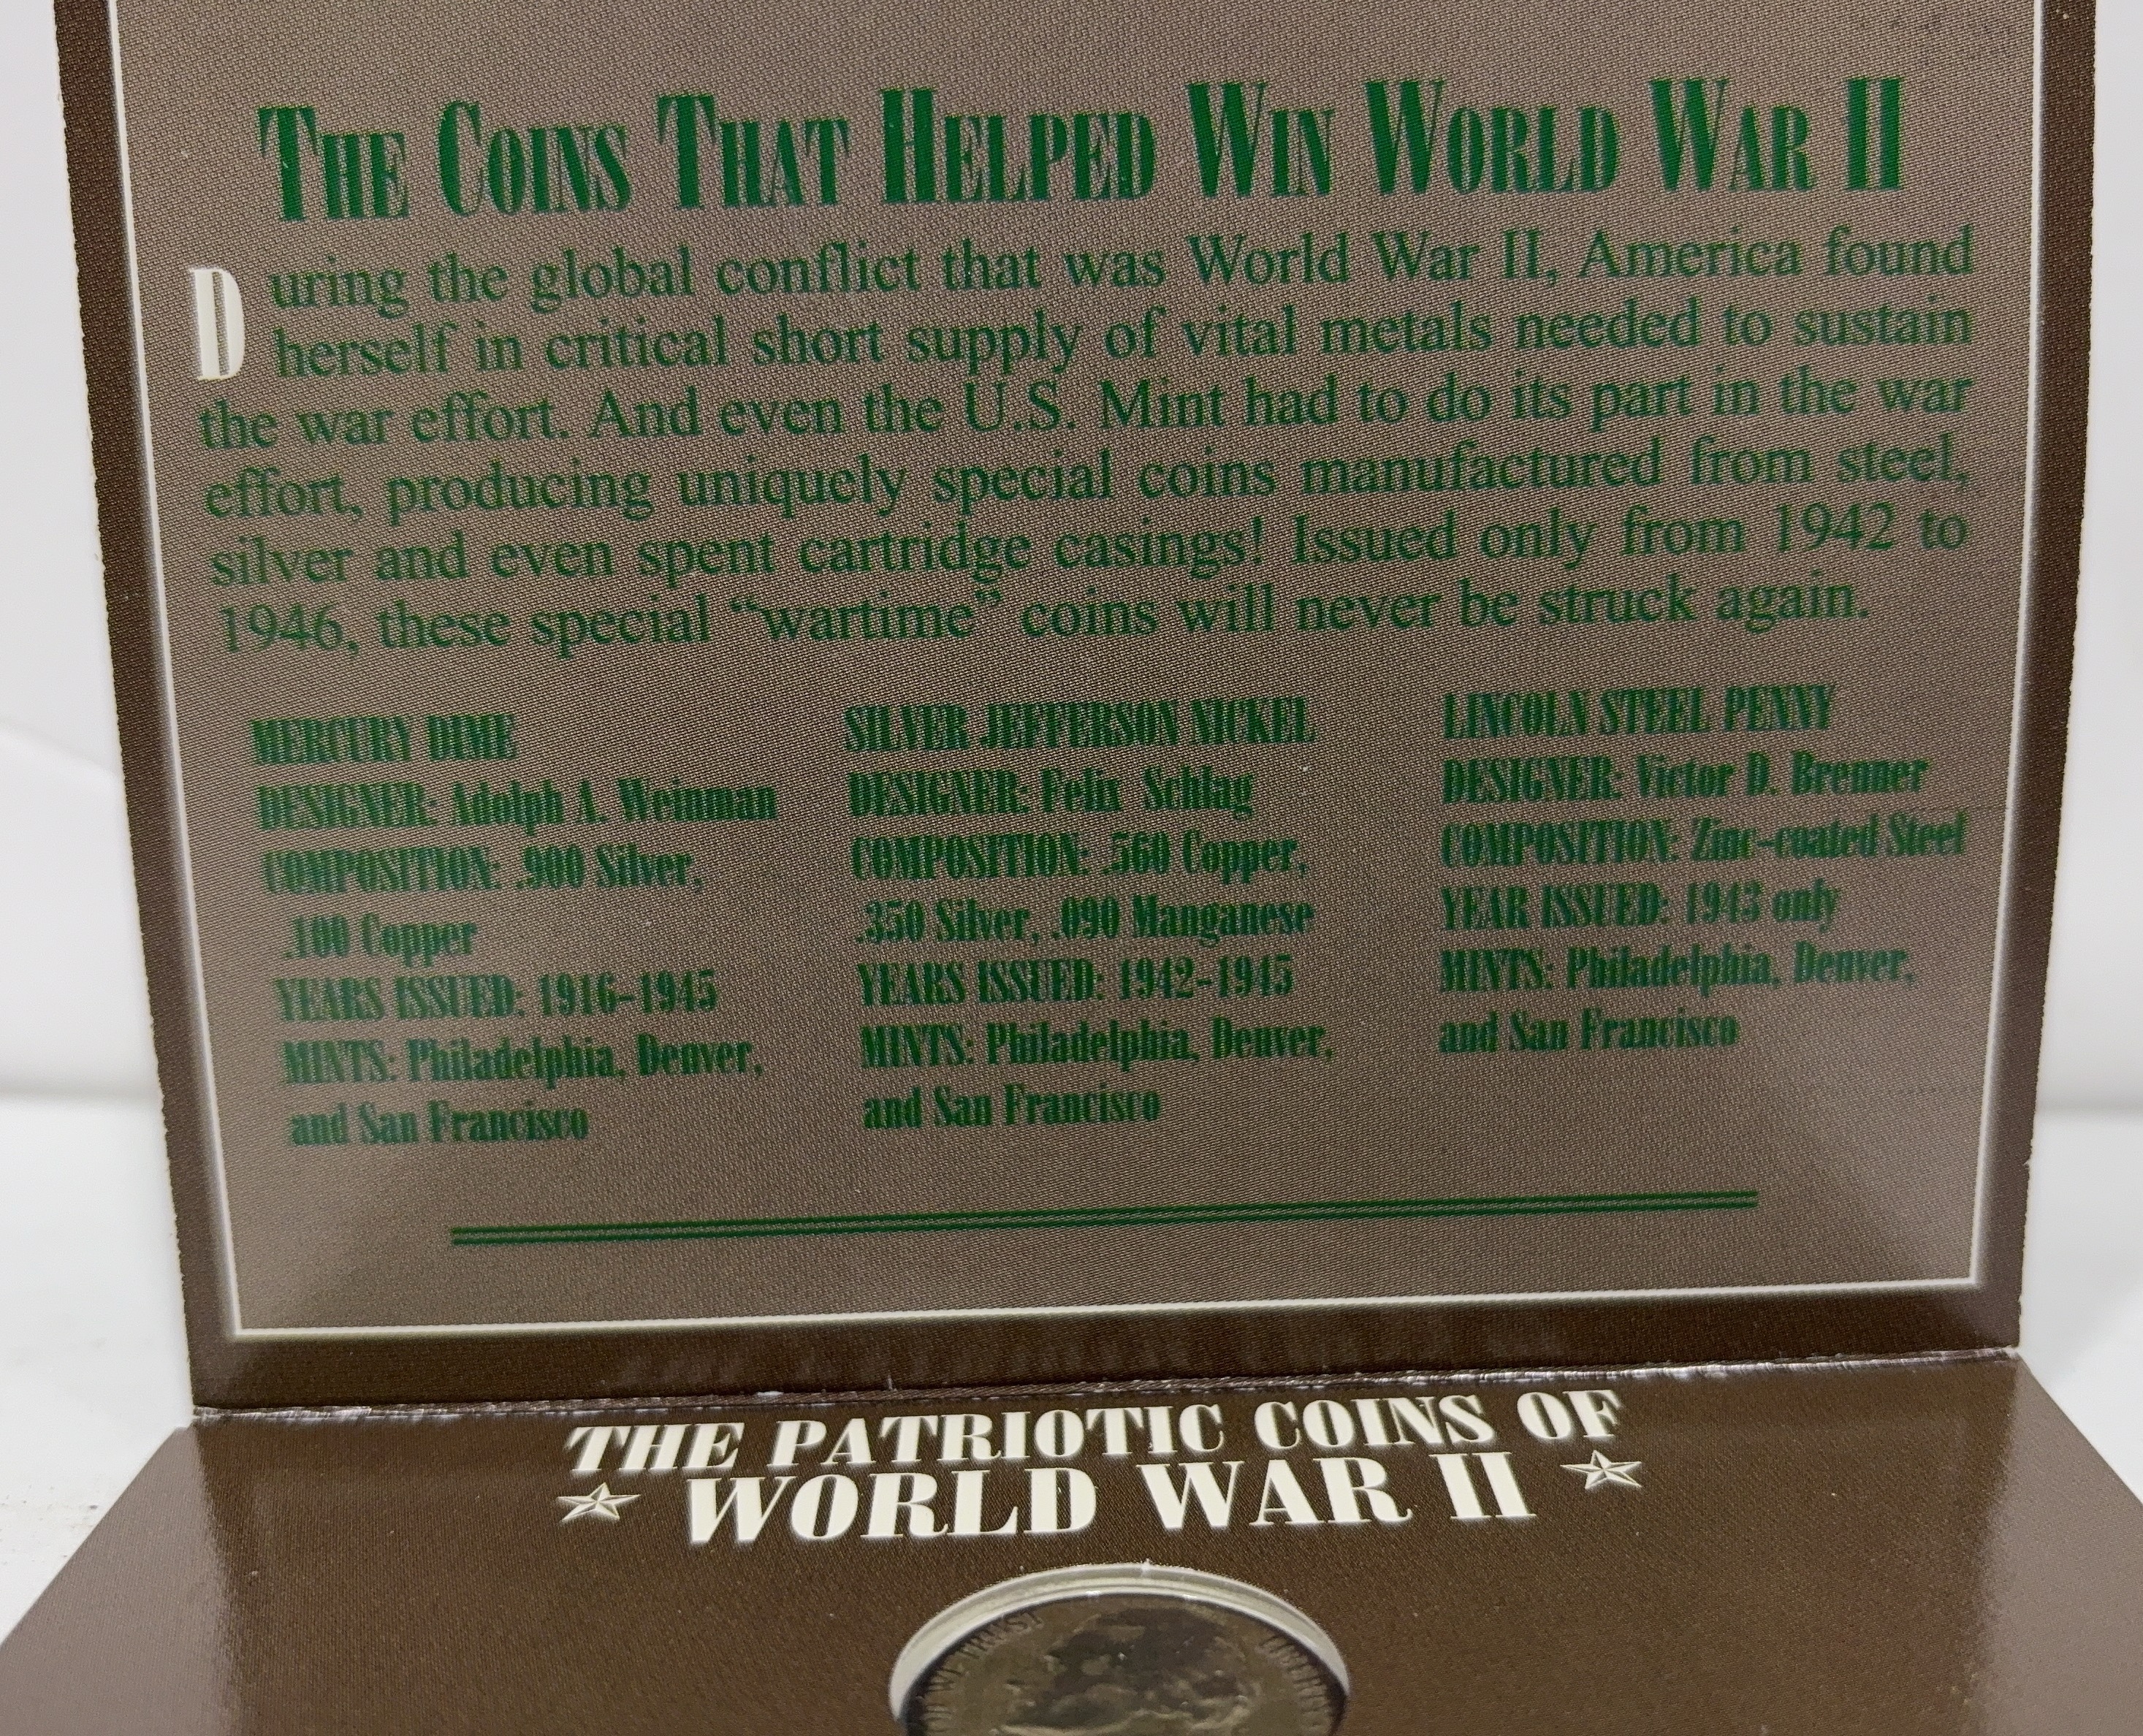 THE COINS THAT HELPED WIN WORLD WAR II
During the global conflict that was World War II, America found
herself in critical short supply of vital metals needed to sustain
the war effort. And even the U.S. Mint had to do its part in the war
effort, producing uniquely special coins manufactured from steel,
silver and even spent cartridge casings! Issued only from 1942 to
1946, these special “wartime” coins will never be struck again.
MERCURY DIME
DESIGNER: Adolph A. Weinman
COMPOSITION: .900 Silver,
.100 Copper
YEARS ISSUED: 1916-1945
MINTS: Philadelphia, Denver,
and San Francisco
SILVER JEFFERSON NICKEL
DESIGNER: Felix Schlag
COMPOSITION: .560 Copper,
.350 Silver, .090 Manganese
YEARS ISSUED: 1942-1945
MINTS: Philadelphia, Denver,
and San Francisco
LINCOLN STEEL PENNY
DESIGNER: Victor D. Brenner
COMPOSITION: Zinc-coated Steel
YEAR ISSUED: 1943 only
MINTS: Philadelphia, Denver,
and San Francisco
THE PATRIOTIC COINS OF
WORLD WAR II
WE TRUST